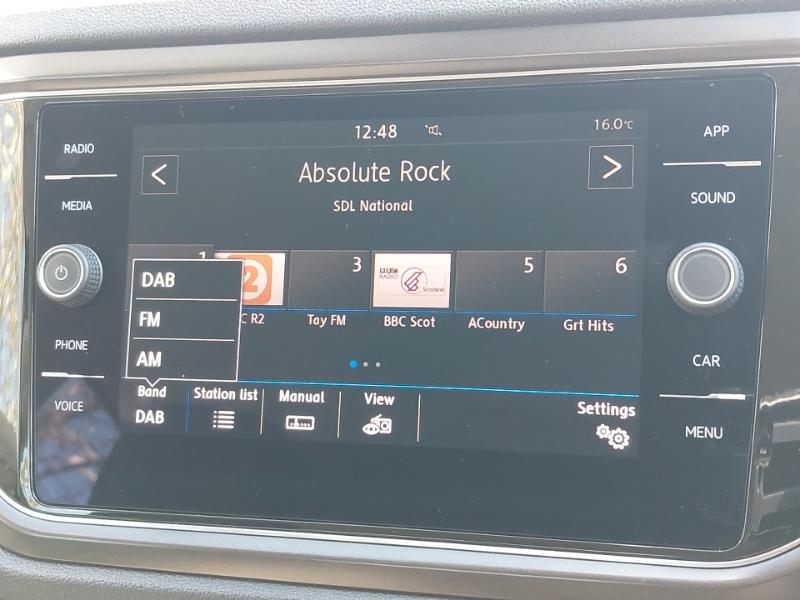 RADIO
MEDIA
PHONE
VOICE
12:48
16.0°C
Absolute Rock
SDL National
1
2
3
BBC
RADIO
Scotland
5
6
C R2
Tay FM
BBC Scot
ACountry
Grt Hits
DAB
FM
AM
Band
DAB
Station list
Manual
View
Settings
APP
SOUND
CAR
MENU